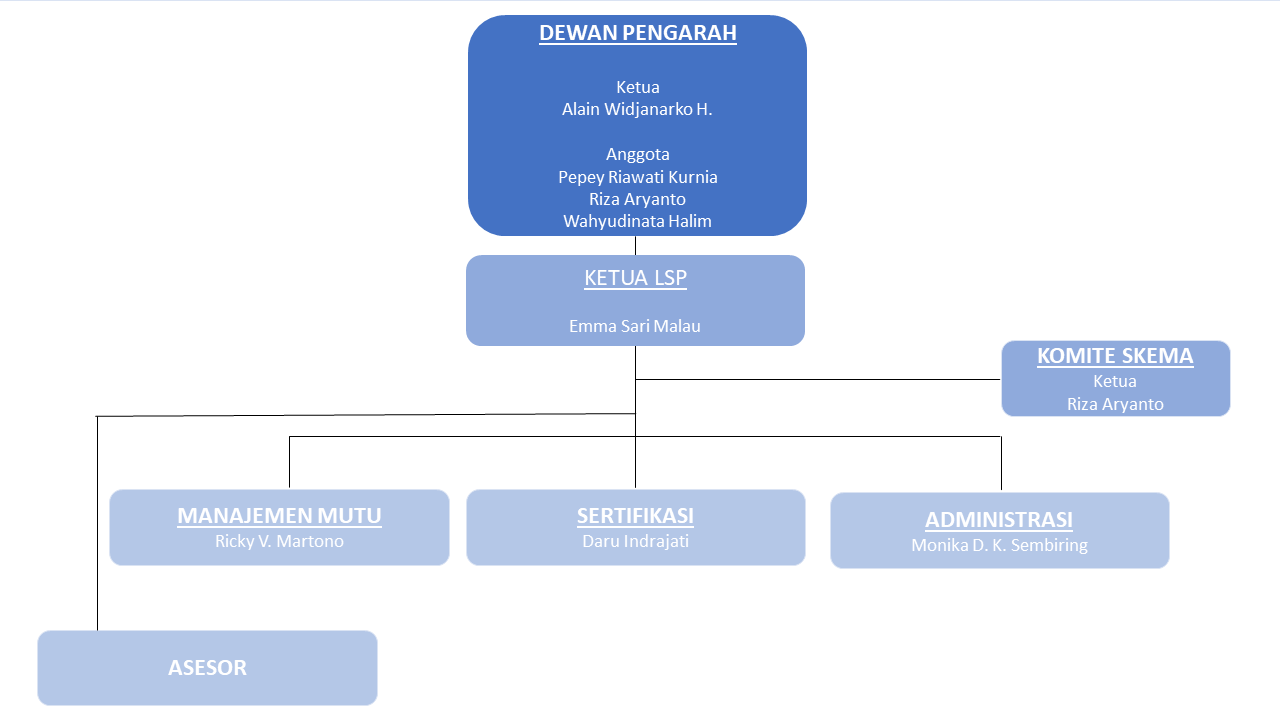 DEWAN PENGARAH
Ketua
Alain Widjanarko H.
Anggota
Pepey Riawati Kurnia
Riza Aryanto
Wahyudinata Halim
KETUA LSP
Emma Sari Malau
KOMITE SKEMA
Ketua
Riza Aryanto
MANAJEMEN MUTU
Ricky V. Martono
SERTIFIKASI
Daru Indrajati
ADMINISTRASI
Monika D. K. Sembiring
ASESOR